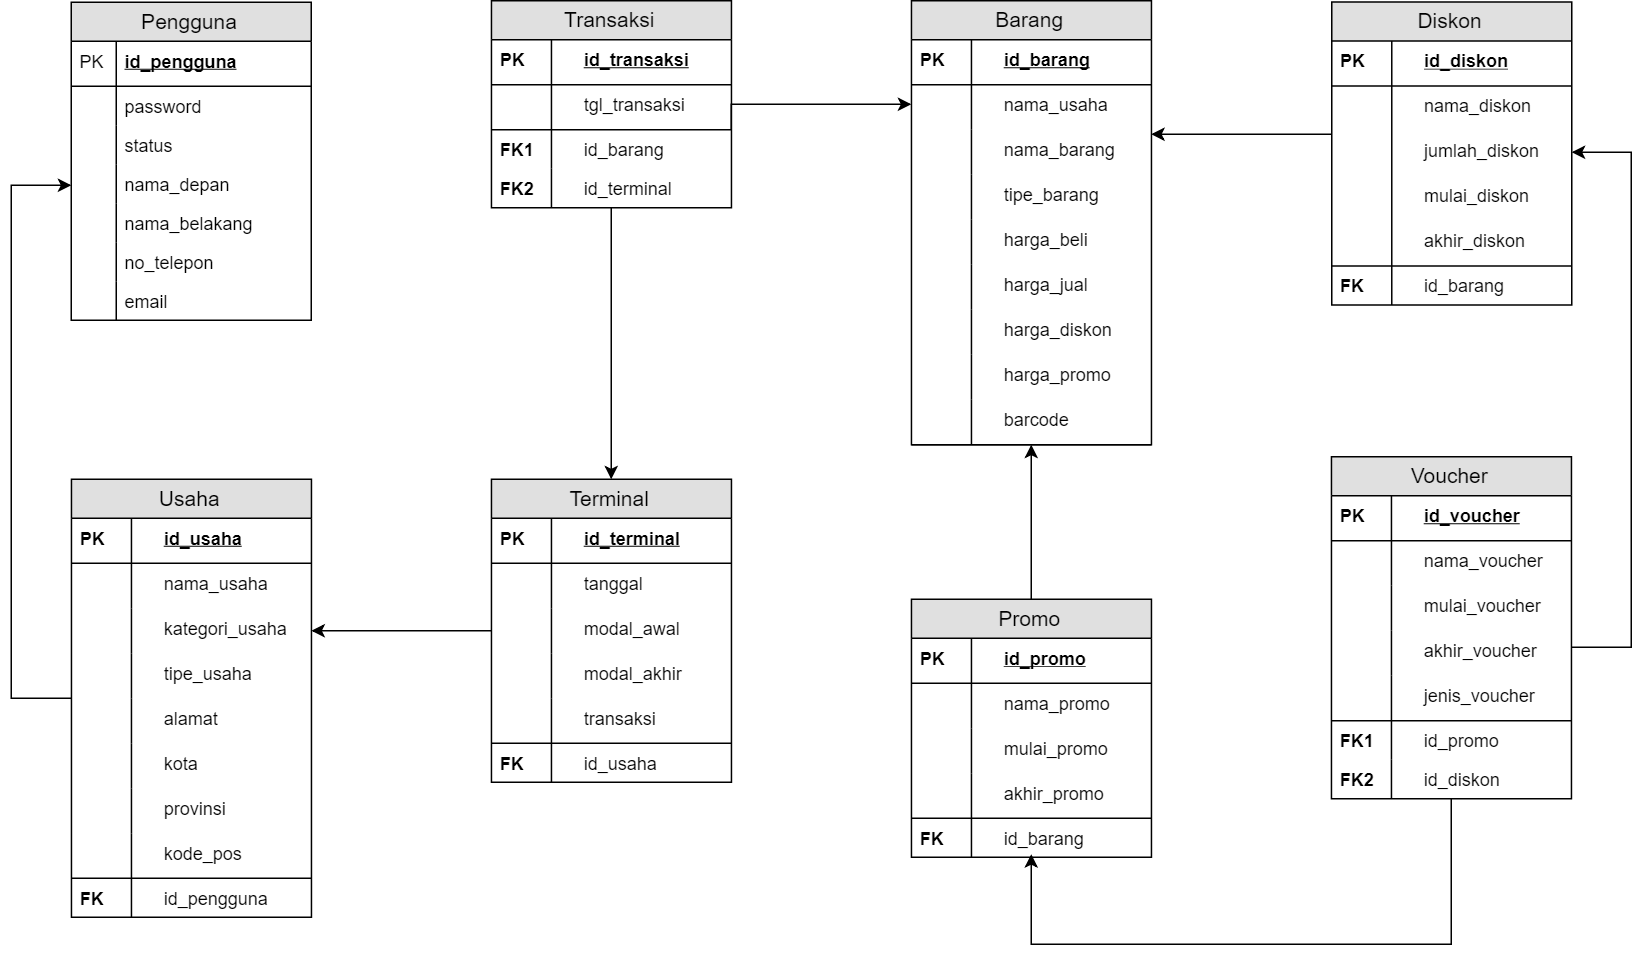 Pengguna
PK id_pengguna
password
status
nama_depan
nama_belakang
no_telepon
email
Transaksi
PK id_transaksi
tgl_transaksi
FK1 id_barang
FK2 id_terminal
Barang
PK id_barang
nama_usaha
nama_barang
tipe_barang
harga_beli
harga_jual
harga_diskon
harga_promo
barcode
Diskon
PK id_diskon
nama_diskon
jumlah_diskon
mulai_diskon
akhir_diskon
FK id_barang
Usaha
PK id_usaha
nama_usaha
kategori_usaha
tipe_usaha
alamat
kota
provinsi
kode_pos
FK id_pengguna
Terminal
PK id_terminal
tanggal
modal_awal
modal_akhir
transaksi
FK id_usaha
Promo
PK id_promo
nama_promo
mulai_promo
akhir_promo
FK id_barang
Voucher
PK id_voucher
nama_voucher
mulai_voucher
akhir_voucher
jenis_voucher
FK1 id_promo
FK2 id_diskon